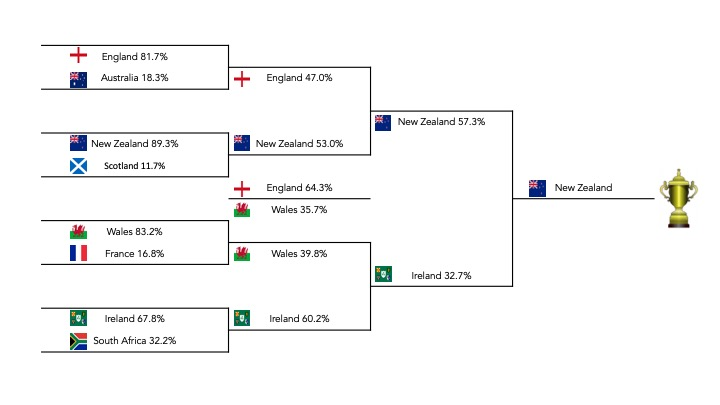 England 81.7%
Australia 18.3%
England 47.0%
New Zealand 57.3%
New Zealand 89.3%
New Zealand 53.0%
Scotland 11.7%
England 64.3%
New Zealand
Wales 35.7%
Wales 83.2%
France 16.8%
Wales 39.8%
Ireland 32.7%
Ireland 67.8%
Ireland 60.2%
South Africa 32.2%